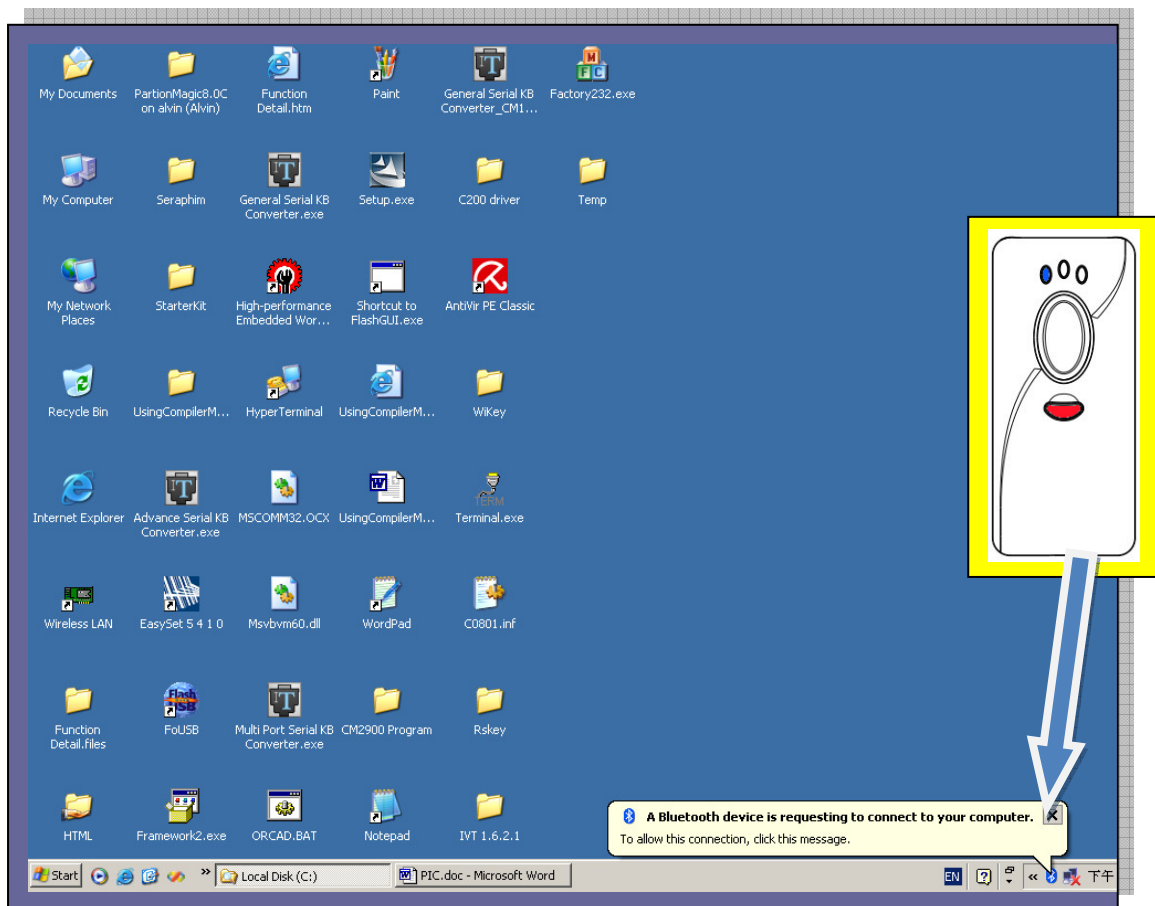 My Documents
PartionMagic8.0C
on alvin (Alvin)
Function
Detail.htm
Paint
General Serial KB
Converter_CM1...
Factory232.exe
My Computer
Seraphim
General Serial KB
Converter.exe
Setup.exe
C200 driver
Temp
My Network
Places
StarterKit
High-performance
Embedded Wor...
Shortcut to
FlashGUI.exe
AntiVir PE Classic
Recycle Bin
UsingCompilerM...
HyperTerminal
UsingCompilerM...
WiKey
Internet Explorer
Advance Serial KB
Converter.exe
MSCOMM32.OCX
UsingCompilerM...
Terminal.exe
Wireless LAN
EasySet 5 4 1 0
Msvbvm60.dll
WordPad
C0801.inf
Function
Detail.files
FoUSB
Multi Port Serial KB
Converter.exe
CM2900 Program
Rskey
HTML
Framework2.exe
ORCAD.BAT
Notepad
IVT 1.6.2.1
A Bluetooth device is requesting to connect to your computer.
To allow this connection, click this message.
Start
Local Disk (C:)
PIC.doc - Microsoft Word
EN
下午